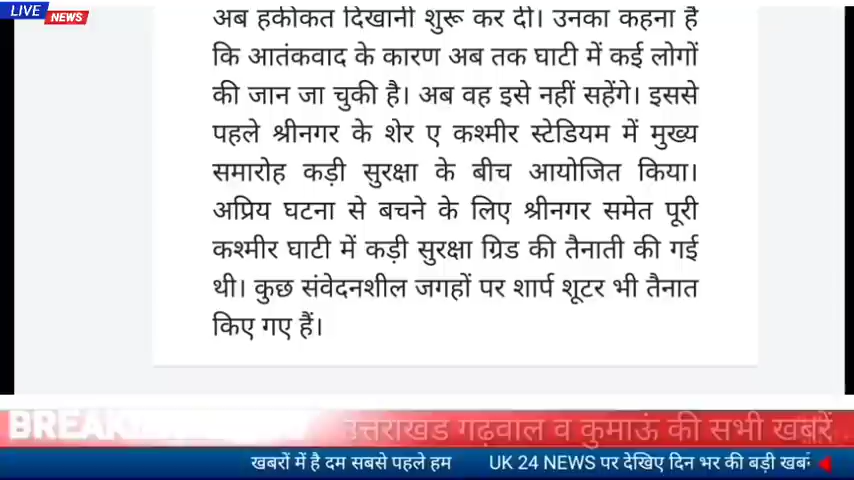 LIVE
NEWS
अब हकीकत दिखानी शुरू कर दी। उनका कहना है
कि आतंकवाद के कारण अब तक घाटी में कई लोगों
की जान जा चुकी है। अब वह इसे नहीं सहेंगे। इससे
पहले श्रीनगर के शेर ए कश्मीर स्टेडियम में मुख्य
समारोह कड़ी सुरक्षा के बीच आयोजित किया।
अप्रिय घटना से बचने के लिए श्रीनगर समेत पूरी
कश्मीर घाटी में कड़ी सुरक्षा ग्रिड की तैनाती की गई
थी। कुछ संवेदनशील जगहों पर शार्प शूटर भी तैनात
किए गए हैं।
उत्तराखंड गढ़वाल व कुमाऊं की सभी खबरें
खबरों में है दम सबसे पहले हम UK 24 NEWS पर देखिए दिन भर की बड़ी